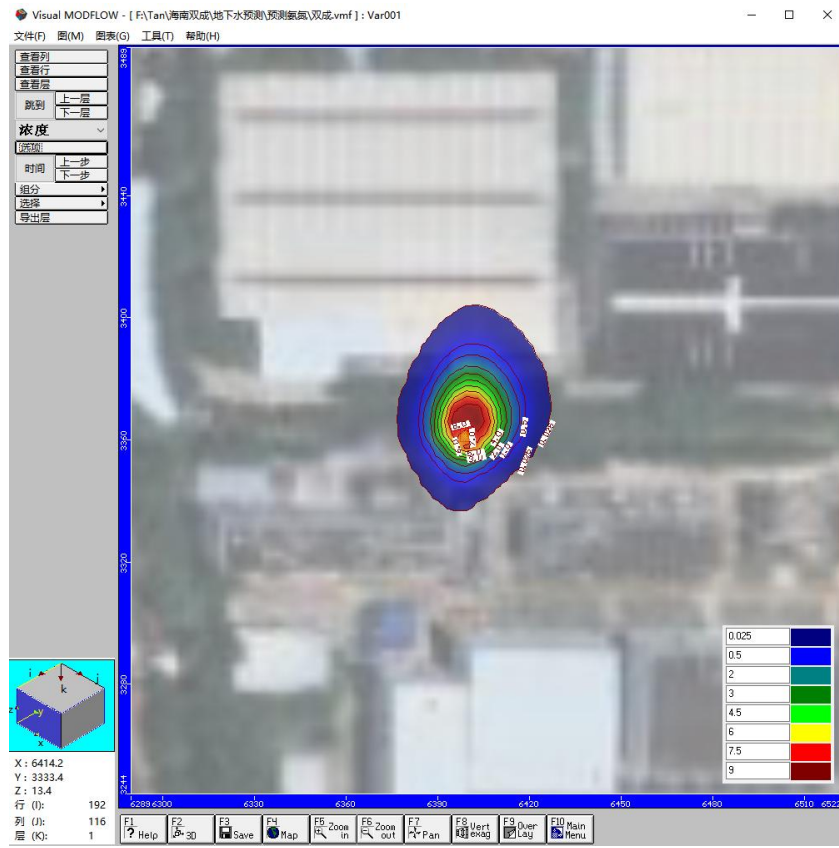 Visual MODFLOW - [ F:\Tan\海南双成\地下水预测\预测氨氮\双成.vmf ] : Var001
文件(F) 图(M) 图表(G) 工具(T) 帮助(H)
查看列
查看行
查看层
跳到 上一层
下一层
浓度
选项
时间 上一步
下一步
组分
选择
导出层
3489
3440
3400
3360
3320
3280
3244
8.0
0.025
0.5
2
3
4.5
6
7.5
9
i j
k
z y
x
X : 6414.2
Y : 3333.4
Z : 13.4
行 (I): 192
列 (J): 116
层 (K): 1
6289 6300 6330 6360 6390 6420 6450 6480 6510 6522
F1 ? Help
F2 3D
F3 Save
F4 Map
F5 Zoom in
F6 Zoom out
F7 Pan
F8 Vert exag
F9 Over Lay
F10 Main Menu